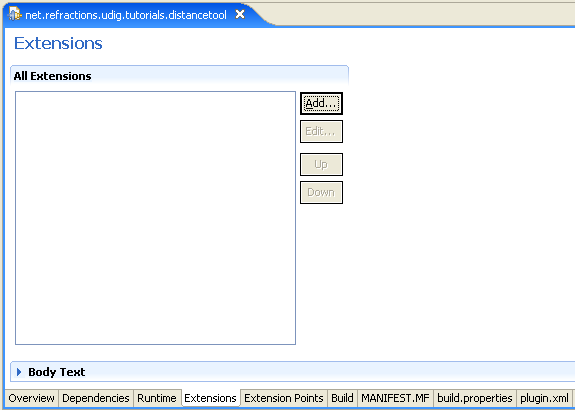 net.refractions.udig.tutorials.distancetool
Extensions
All Extensions
Add...
Edit...
Up
Down
Body Text
Overview Dependencies Runtime Extensions Extension Points Build MANIFEST.MF build.properties plugin.xml